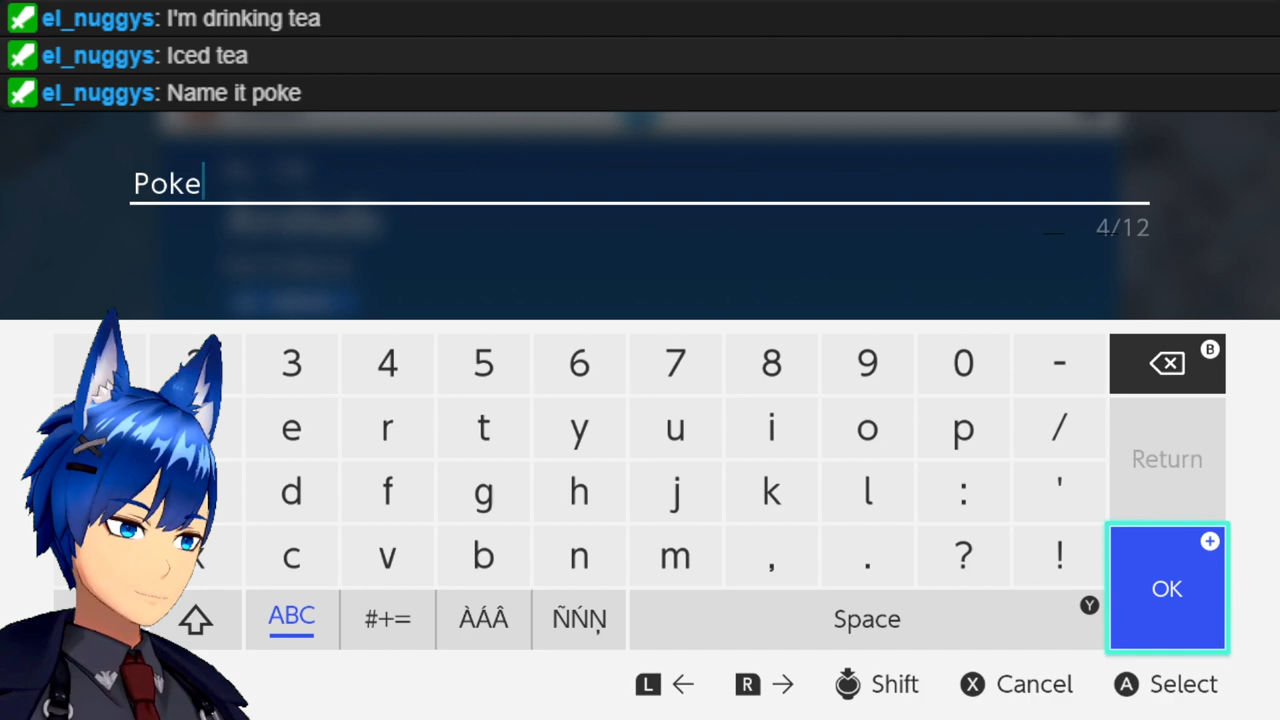 el_nuggys: I'm drinking tea
el_nuggys: Iced tea
el_nuggys: Name it poke
Poke
4/12
3 4 5 6 7 8 9 0 - B
e r t y u i o p / Return
d f g h j k l : '
c v b n m , . ? ! + OK
ABC #+= ÀÁÂ ÑŃŅ Space Y
L ← R → Shift X Cancel A Select